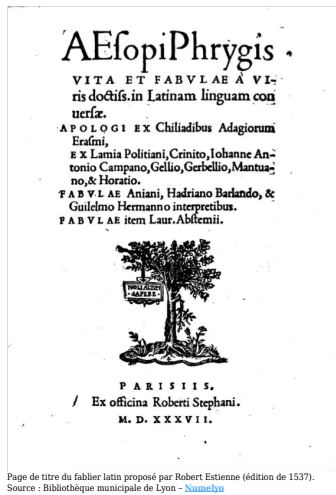 AEſopiPhrygis
VITA ET FABVLAE À VI-
ris doctiſs. in Latinam linguam con
uerſæ.
APOLOGI EX Chiliadibus Adagiorum
Eraſmi,
EX Lamia Politiani, Crinito, Iohanne An-
tonio Campano, Gellio, Gerbellio, Mantua-
no, & Horatio.
FABVLAE Aniani, Hadriano Barlando, &
Guilelmo Hermanno interpretibus.
FABVLAE item Laur. Abſtemii.
NOLI ALTVM
SAPERE
PARISIIS.
Ex officina Roberti Stephani.
M. D. XXXVII.
Page de titre du fablier latin proposé par Robert Estienne (édition de 1537).
Source : Bibliothèque municipale de Lyon – Numelyo